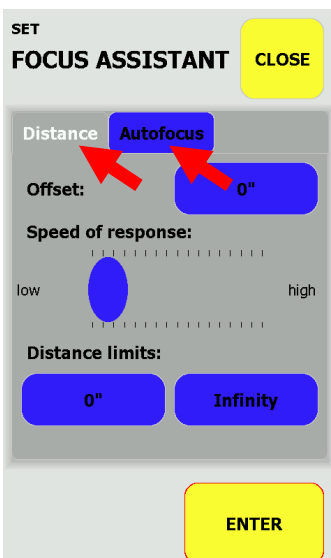 SET
FOCUS ASSISTANT
CLOSE
Distance Autofocus
Offset: 0"
Speed of response:
low high
Distance limits:
0" Infinity
ENTER